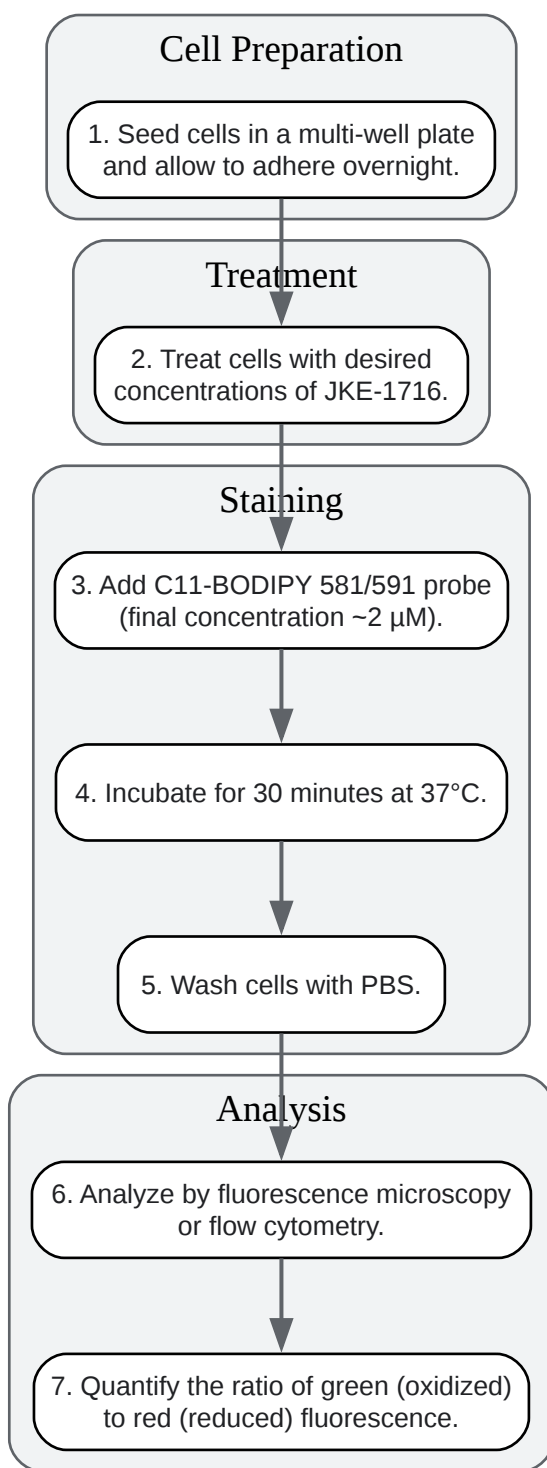 Cell Preparation
1. Seed cells in a multi-well plate
and allow to adhere overnight.
Treatment
2. Treat cells with desired
concentrations of JKE-1716.
Staining
3. Add C11-BODIPY 581/591 probe
(final concentration ~2 µM).
4. Incubate for 30 minutes at 37°C.
5. Wash cells with PBS.
Analysis
6. Analyze by fluorescence microscopy
or flow cytometry.
7. Quantify the ratio of green (oxidized)
to red (reduced) fluorescence.